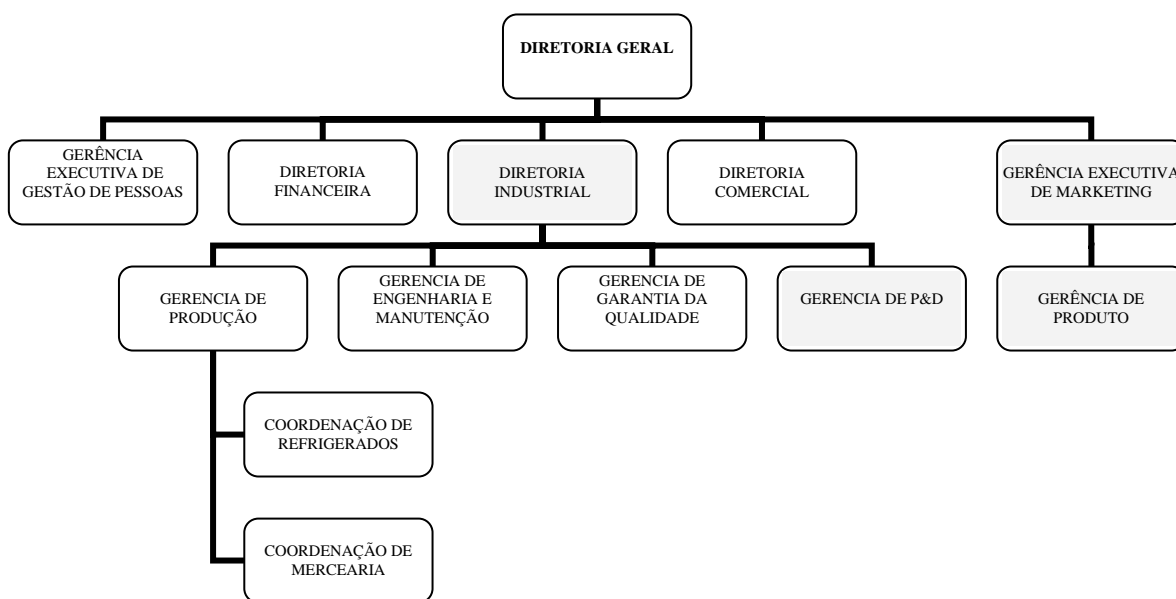 DIRETORIA GERAL
GERÊNCIA
EXECUTIVA DE
GESTÃO DE PESSOAS
DIRETORIA
FINANCEIRA
DIRETORIA
INDUSTRIAL
DIRETORIA
COMERCIAL
GERÊNCIA EXECUTIVA
DE MARKETING
GERENCIA DE
PRODUÇÃO
GERENCIA DE
ENGENHARIA E
MANUTENÇÃO
GERENCIA DE
GARANTIA DA
QUALIDADE
GERENCIA DE P&D
GERÊNCIA DE
PRODUTO
COORDENAÇÃO DE
REFRIGERADOS
COORDENAÇÃO DE
MERCEARIA